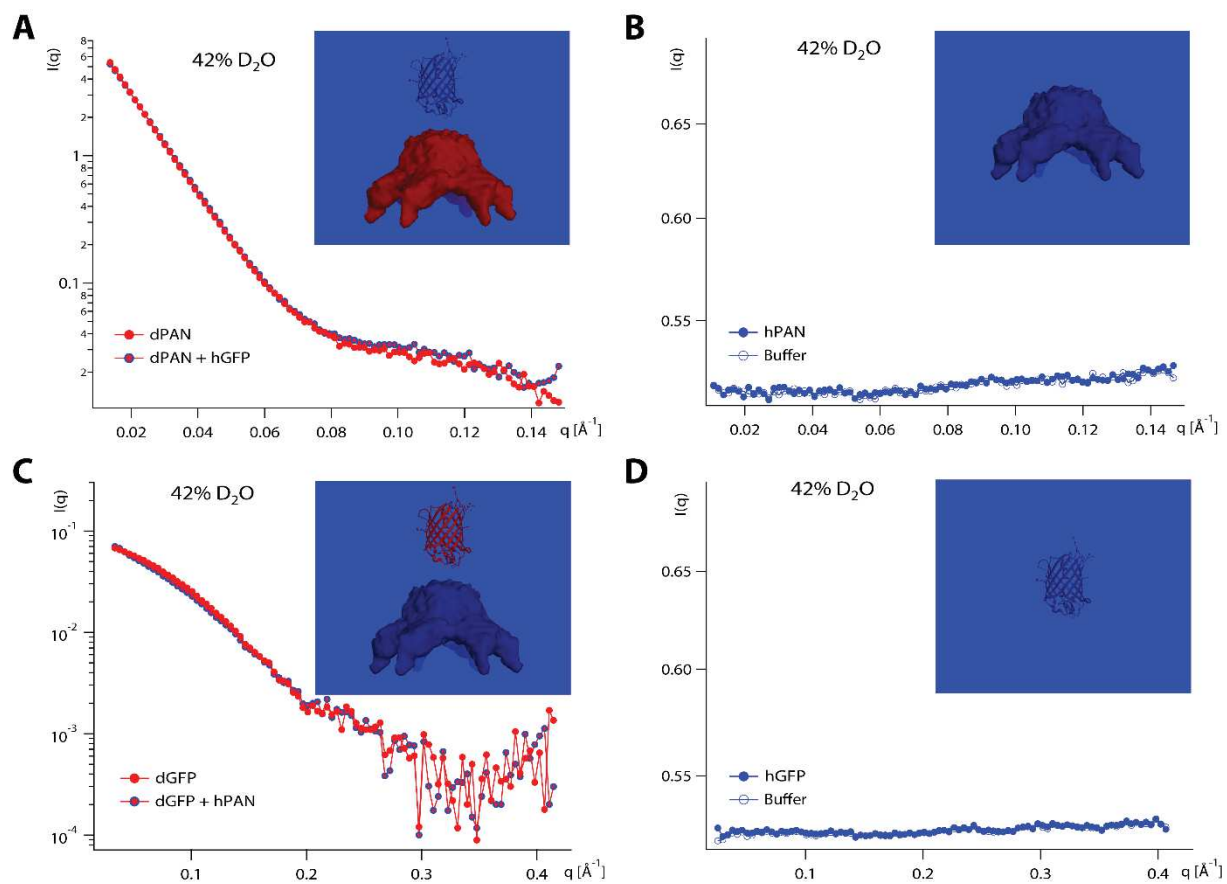 A
I(q)
42% D₂O
8
6
4
2
1
8
6
4
2
0.1
8
6
4
2
dPAN
dPAN + hGFP
0.02 0.04 0.06 0.08 0.10 0.12 0.14 q [Å⁻¹]
B
I(q)
42% D₂O
0.65
0.60
0.55
hPAN
Buffer
0.02 0.04 0.06 0.08 0.10 0.12 0.14 q [Å⁻¹]
C
I(q)
42% D₂O
10⁻¹
10⁻²
10⁻³
10⁻⁴
dGFP
dGFP + hPAN
0.1 0.2 0.3 0.4 q [Å⁻¹]
D
I(q)
42% D₂O
0.65
0.60
0.55
hGFP
Buffer
0.1 0.2 0.3 0.4 q [Å⁻¹]